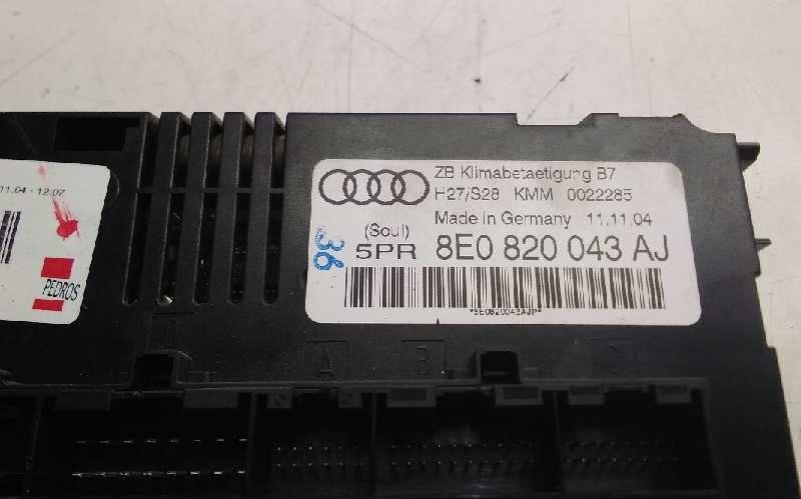 11.04 - 12:07
PEDROS
ZB Klimabetaetigung B7
H27/S28 KMM 0022285
Made in Germany 11.11.04
(Soul)
36
5PR 8E0 820 043 AJ
*8E0820043AJP*
A B C